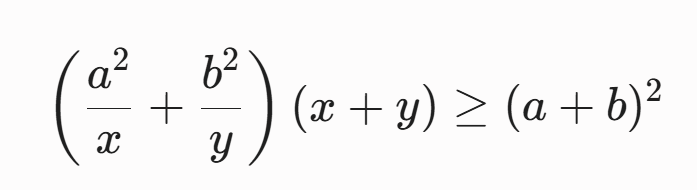 (a²/x + b²/y)(x + y) ≥ (a + b)²